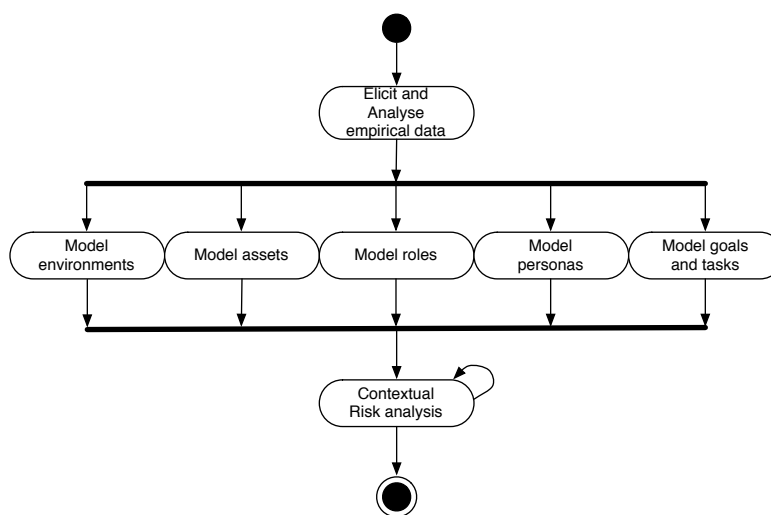 Elicit and
Analyse
empirical data
Model
environments
Model assets
Model roles
Model
personas
Model goals
and tasks
Contextual
Risk analysis